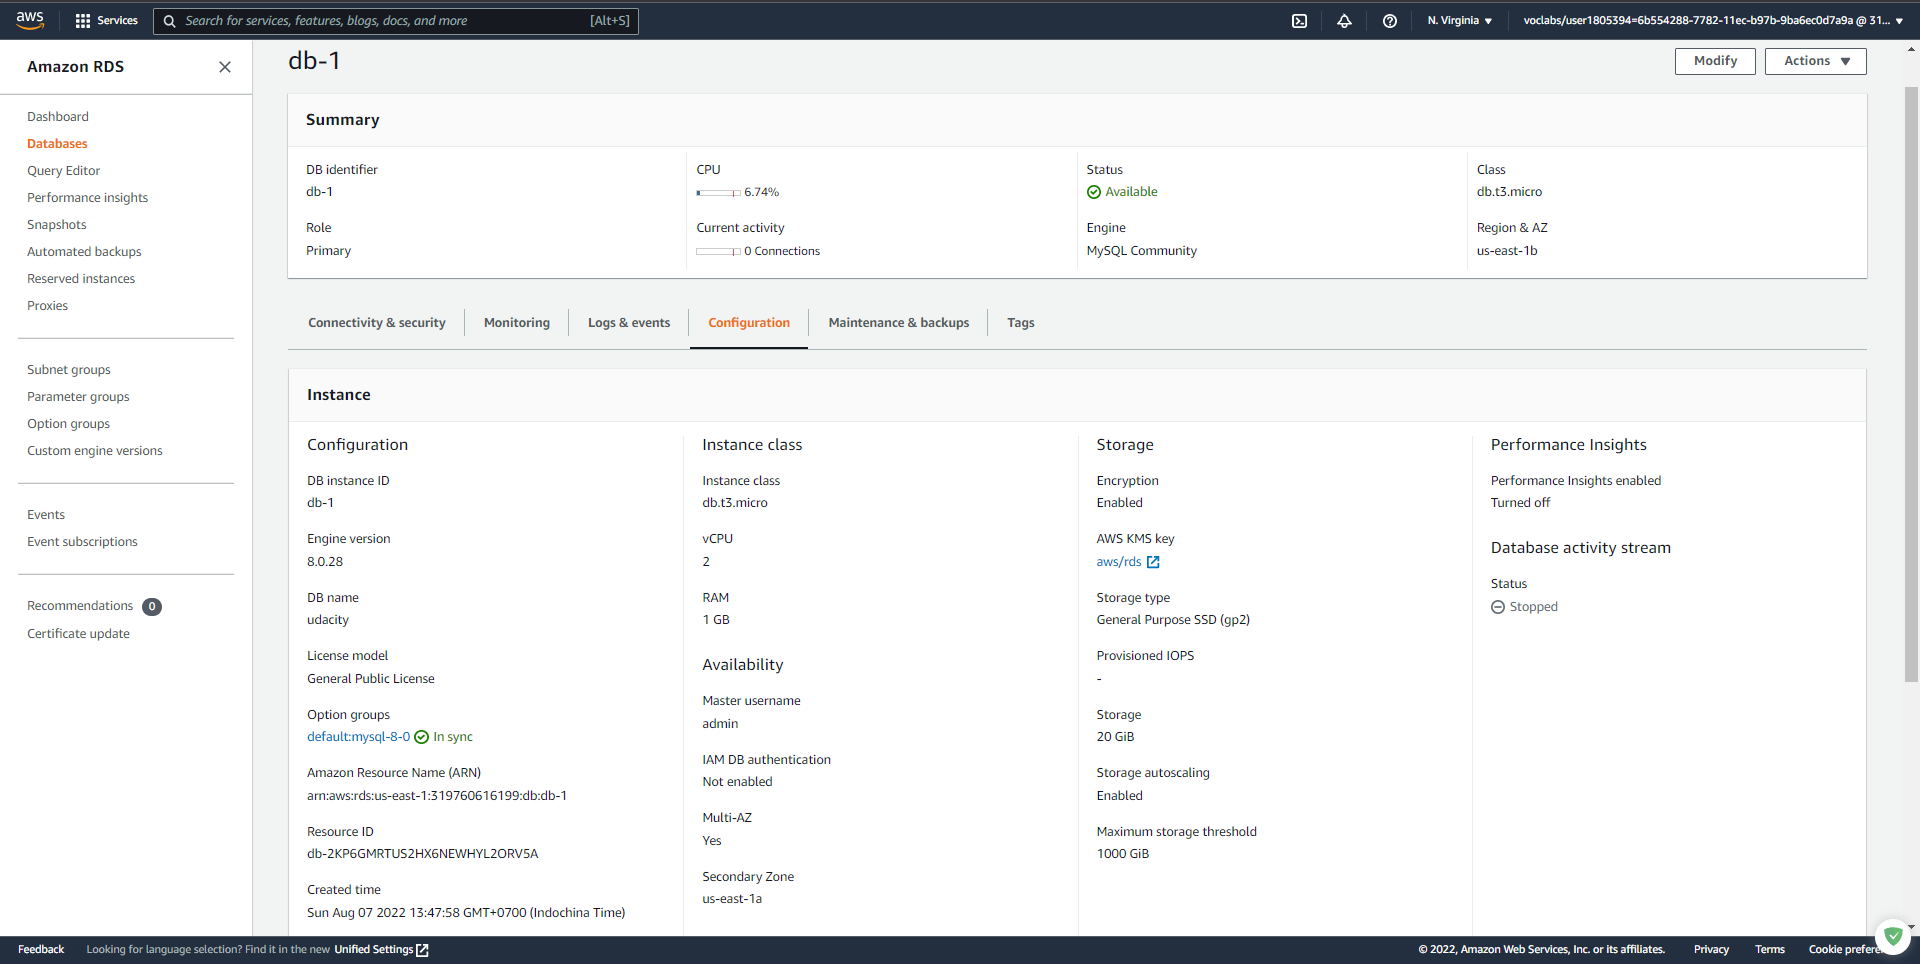 aws
Services
Search for services, features, blogs, docs, and more
[Alt+S]
N. Virginia
voclabs/user1805394=6b554288-7782-11ec-b97b-9ba6ec0d7a9a @ 31...
Amazon RDS
Dashboard
Databases
Query Editor
Performance insights
Snapshots
Automated backups
Reserved instances
Proxies
Subnet groups
Parameter groups
Option groups
Custom engine versions
Events
Event subscriptions
Recommendations 0
Certificate update
db-1
Modify
Actions
Summary
DB identifier
db-1
Role
Primary
CPU
6.74%
Current activity
0 Connections
Status
Available
Engine
MySQL Community
Class
db.t3.micro
Region & AZ
us-east-1b
Connectivity & security
Monitoring
Logs & events
Configuration
Maintenance & backups
Tags
Instance
Configuration
DB instance ID
db-1
Engine version
8.0.28
DB name
udacity
License model
General Public License
Option groups
default:mysql-8-0 In sync
Amazon Resource Name (ARN)
arn:aws:rds:us-east-1:319760616199:db:db-1
Resource ID
db-2KP6GMRTUS2HX6NEWHYL2ORV5A
Created time
Sun Aug 07 2022 13:47:58 GMT+0700 (Indochina Time)
Instance class
Instance class
db.t3.micro
vCPU
2
RAM
1 GB
Availability
Master username
admin
IAM DB authentication
Not enabled
Multi-AZ
Yes
Secondary Zone
us-east-1a
Storage
Encryption
Enabled
AWS KMS key
aws/rds
Storage type
General Purpose SSD (gp2)
Provisioned IOPS
-
Storage
20 GiB
Storage autoscaling
Enabled
Maximum storage threshold
1000 GiB
Performance Insights
Performance Insights enabled
Turned off
Database activity stream
Status
Stopped
Feedback
Looking for language selection? Find it in the new Unified Settings
© 2022, Amazon Web Services, Inc. or its affiliates.
Privacy
Terms
Cookie prefere